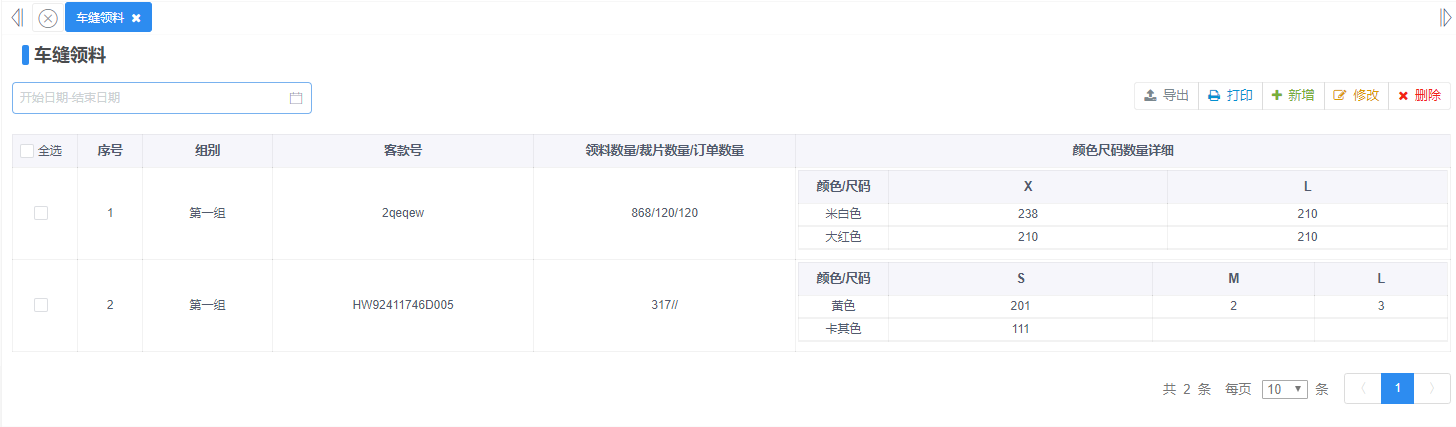 车缝领料
车缝领料
开始日期-结束日期
导出 打印 新增 修改 删除
全选 序号 组别 客款号 领料数量/裁片数量/订单数量 颜色尺码数量详细
颜色/尺码 X L
1 第一组 2qeqew 868/120/120
米白色 238 210
大红色 210 210
颜色/尺码 S M L
2 第一组 HW92411746D005 317//
黄色 201 2 3
卡其色 111
共 2 条 每页 10 条 1